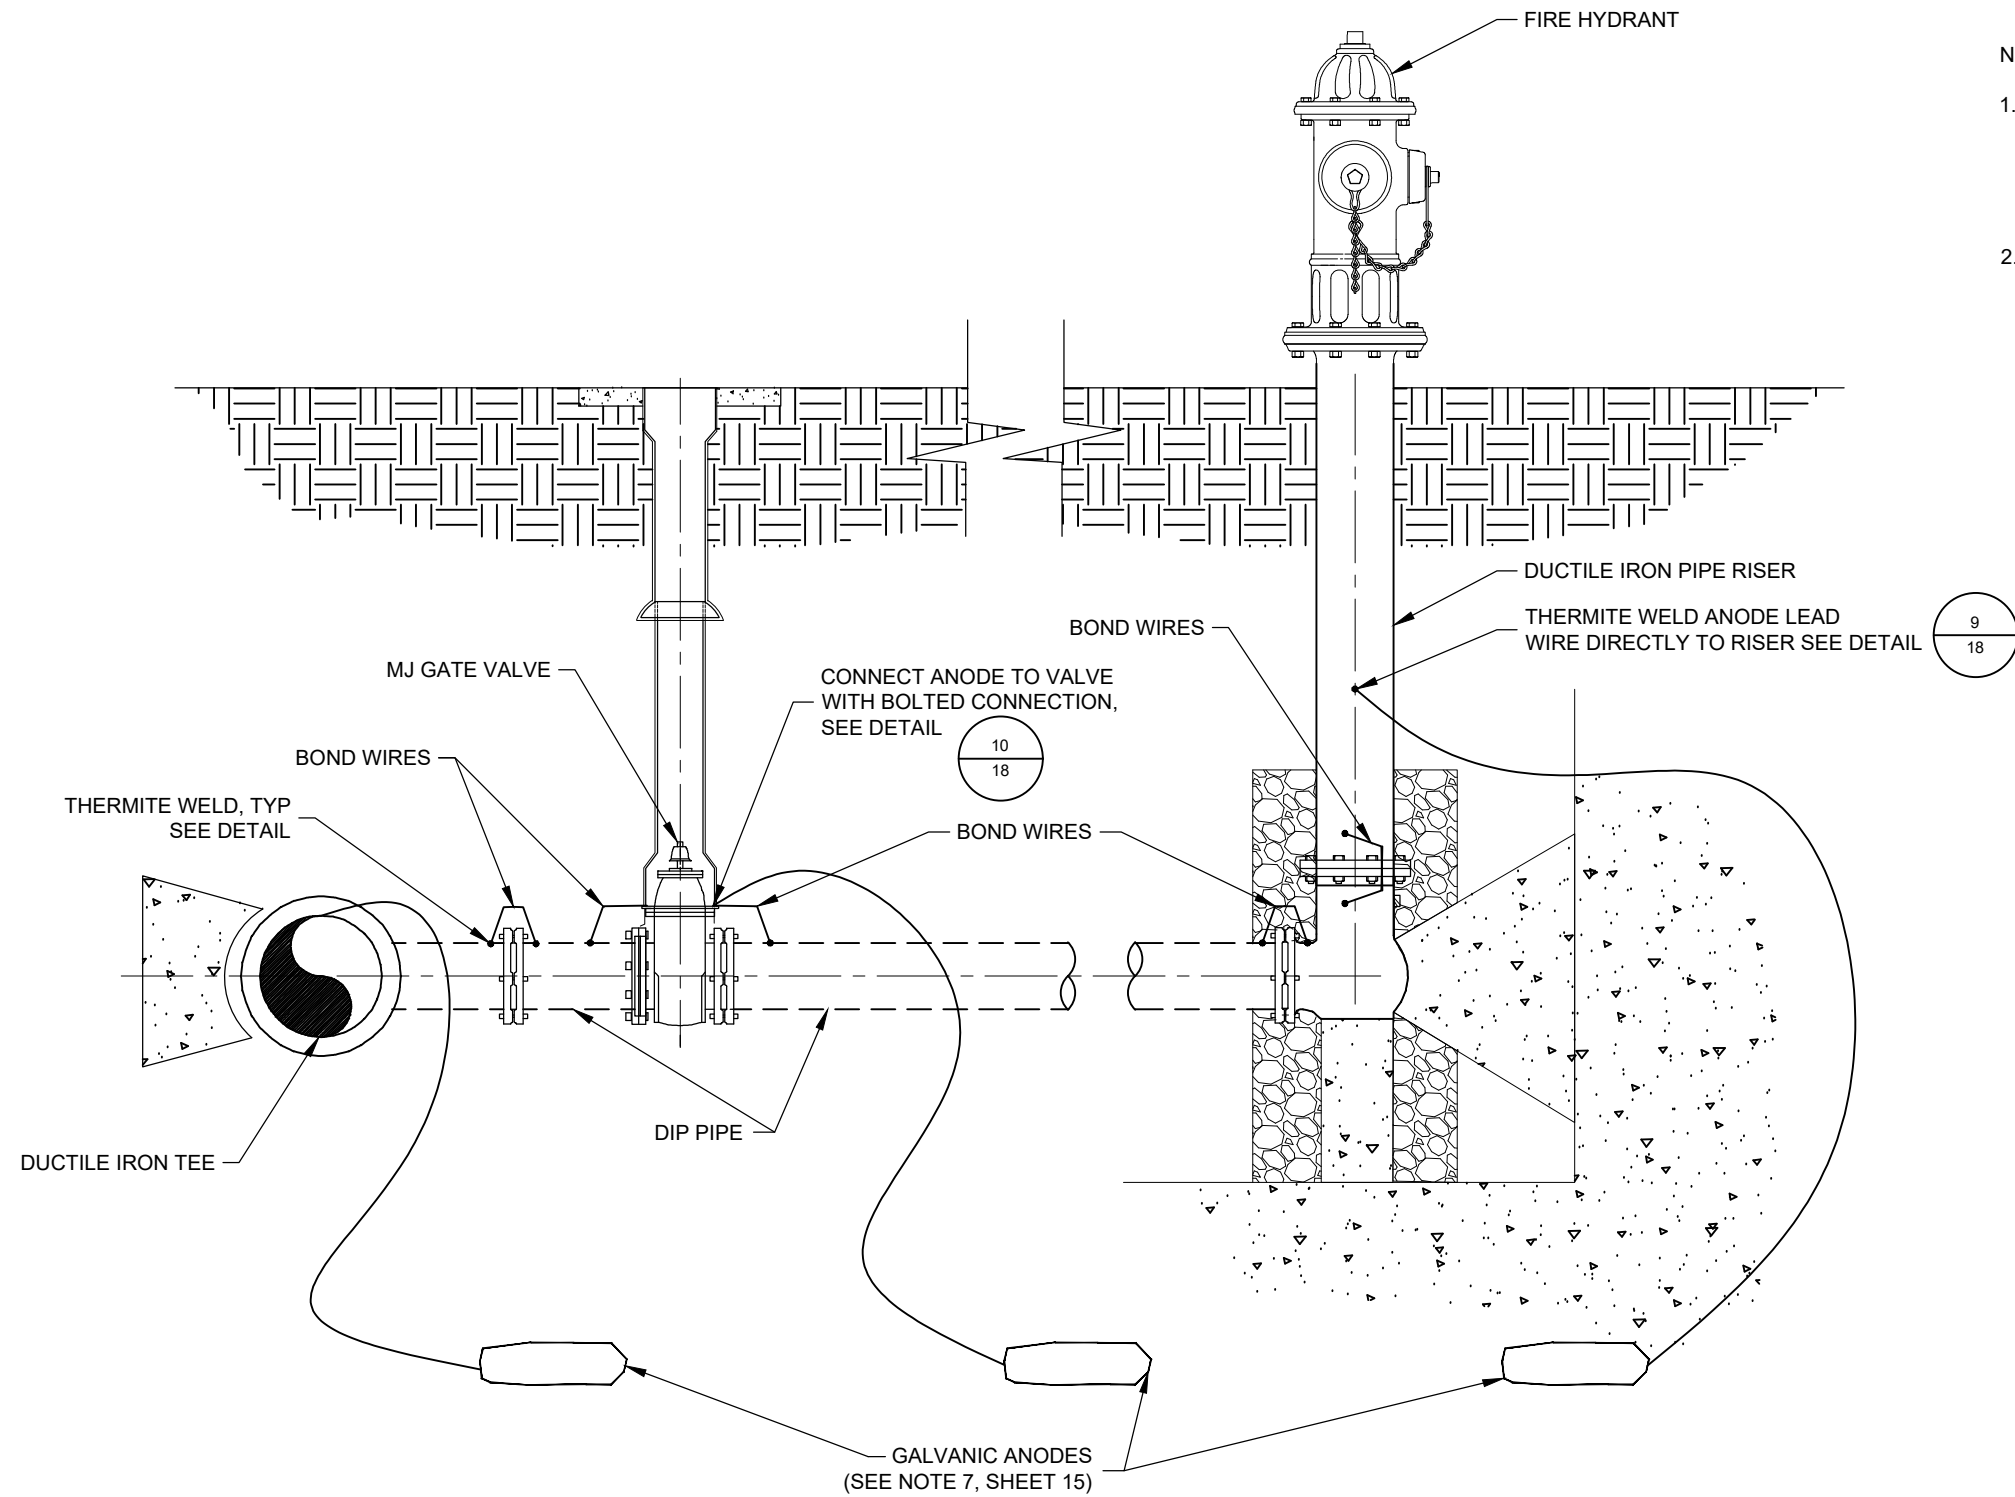 FIRE HYDRANT
N
1.
2.
DUCTILE IRON PIPE RISER
THERMITE WELD ANODE LEAD
WIRE DIRECTLY TO RISER SEE DETAIL
9
18
BOND WIRES
MJ GATE VALVE
CONNECT ANODE TO VALVE
WITH BOLTED CONNECTION,
SEE DETAIL
10
18
BOND WIRES
THERMITE WELD, TYP
SEE DETAIL
BOND WIRES
DIP PIPE
DUCTILE IRON TEE
GALVANIC ANODES
(SEE NOTE 7, SHEET 15)